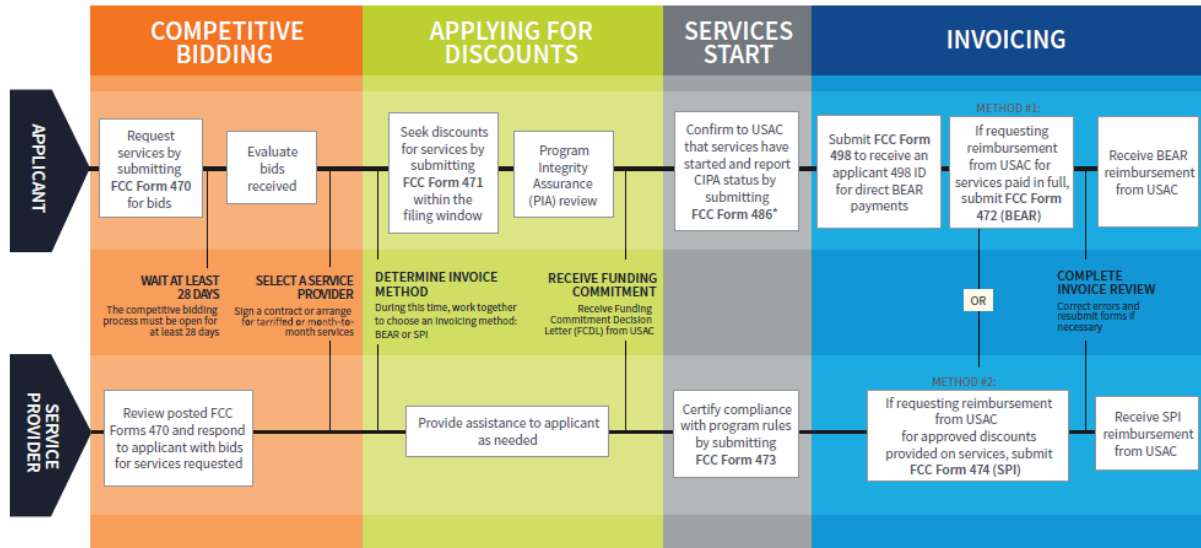 COMPETITIVE
BIDDING
APPLYING FOR
DISCOUNTS
SERVICES
START
INVOICING
APPLICANT
Request
services by
submitting
FCC Form 470
for bids
Evaluate
bids
received
Seek discounts
for services by
submitting
FCC Form 471
within the
filing window
Program
Integrity
Assurance
(PIA) review
Confirm to USAC
that services have
started and report
CIPA status by
submitting
FCC Form 486*
Submit FCC Form
498 to receive an
applicant 498 ID
for direct BEAR
payments
METHOD #1:
If requesting
reimbursement
from USAC for
services paid in full,
submit FCC Form
472 (BEAR)
Receive BEAR
reimbursement
from USAC
WAIT AT LEAST
28 DAYS
The competitive bidding
process must be open for
at least 28 days
SELECT A SERVICE
PROVIDER
Sign a contract or arrange
for tarriffed or month-to-
month services
DETERMINE INVOICE
METHOD
During this time, work together
to choose an invoicing method:
BEAR or SPI
RECEIVE FUNDING
COMMITMENT
Receive Funding
Commitment Decision
Letter (FCDL) from USAC
OR
COMPLETE
INVOICE REVIEW
Correct errors and
resubmit forms if
necessary
SERVICE
PROVIDER
Review posted FCC
Forms 470 and respond
to applicant with bids
for services requested
Provide assistance to applicant
as needed
Certify compliance
with program rules
by submitting
FCC Form 473
METHOD #2:
If requesting reimbursement
from USAC
for approved discounts
provided on services, submit
FCC Form 474 (SPI)
Receive SPI
reimbursement
from USAC